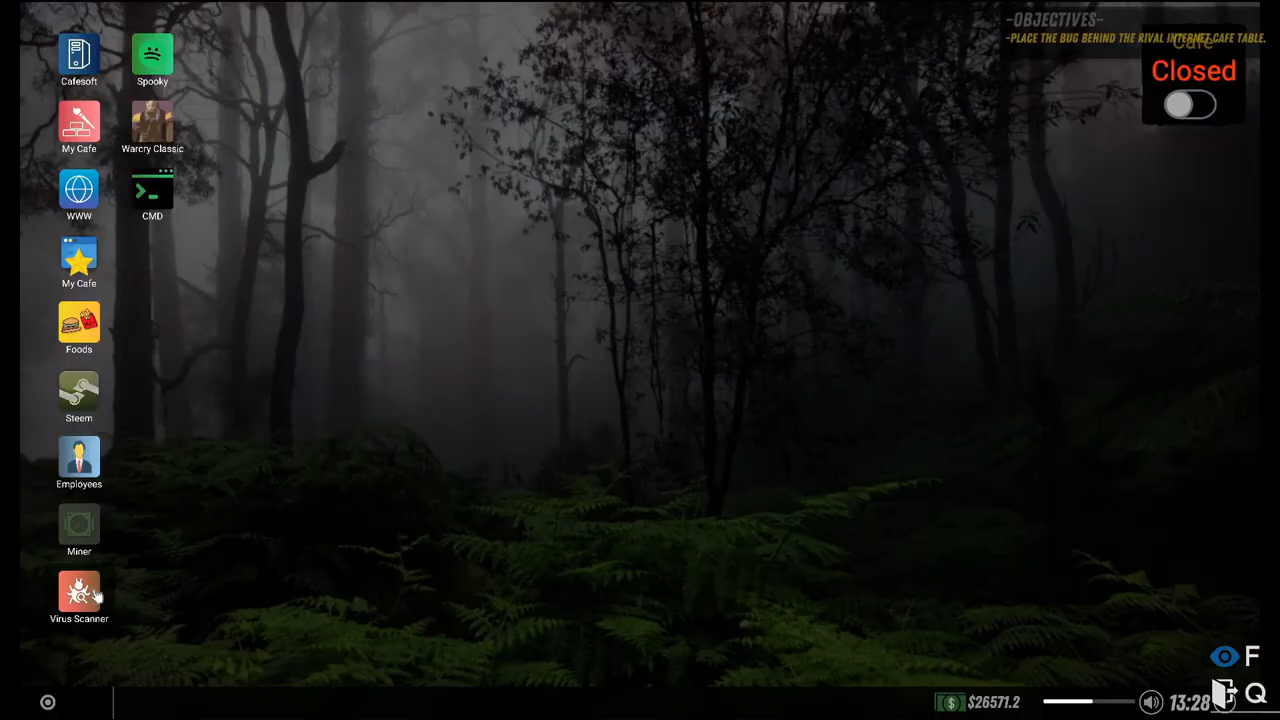 -OBJECTIVES-
-PLACE THE BUG BEHIND THE RIVAL INTERNET CAFE TABLE.
Cafe
Closed
Cafesoft
Spooky
My Cafe
Warcry Classic
WWW
CMD
My Cafe
Foods
Steem
Employees
Miner
Virus Scanner
F
$26571.2
13:28
Q